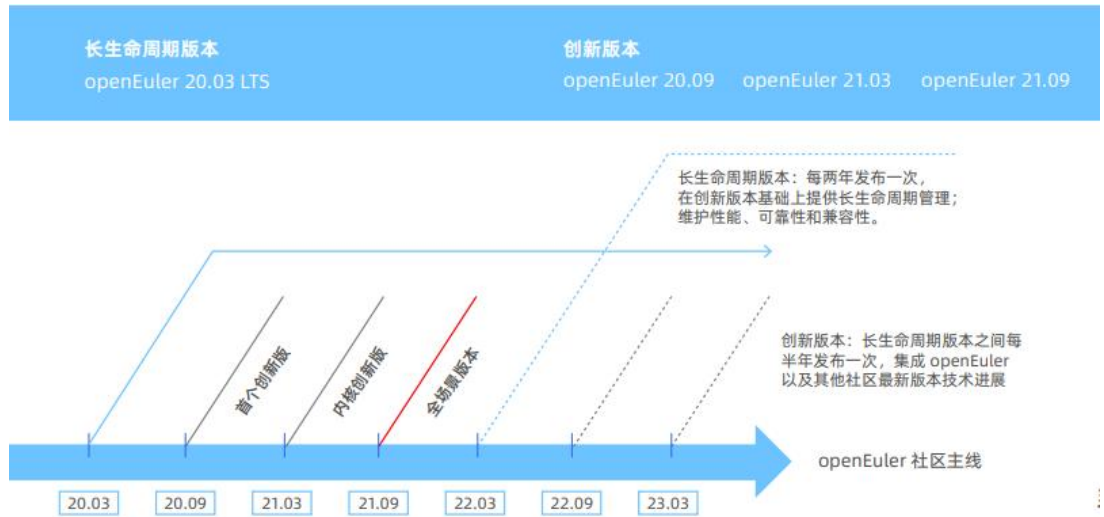 长生命周期版本
openEuler 20.03 LTS
创新版本
openEuler 20.09 openEuler 21.03 openEuler 21.09
长生命周期版本：每两年发布一次，
在创新版本基础上提供长生命周期管理；
维护性能、可靠性和兼容性。
首个创新版
内核创新版
全场景版本
创新版本：长生命周期版本之间每
半年发布一次，集成 openEuler
以及其他社区最新版本技术进展
openEuler 社区主线
20.03 20.09 21.03 21.09 22.03 22.09 23.03